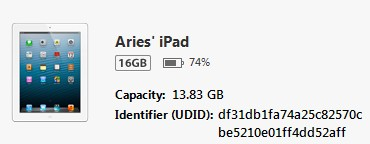 Aries' iPad
16GB 74%
Capacity: 13.83 GB
Identifier (UDID): df31db1fa74a25c82570c
be5210e01ff4dd52aff